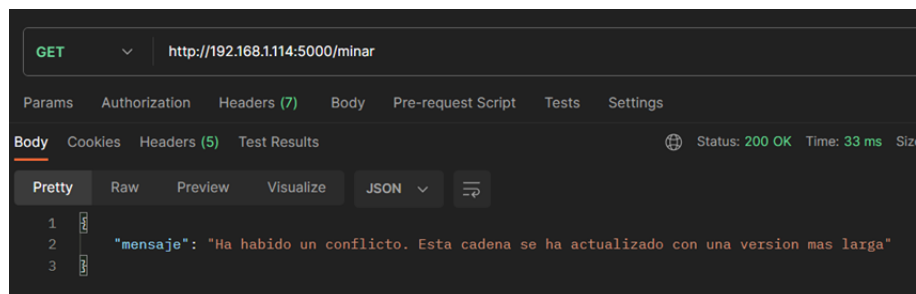 GET http://192.168.1.114:5000/minar
Params Authorization Headers (7) Body Pre-request Script Tests Settings
Body Cookies Headers (5) Test Results Status: 200 OK Time: 33 ms
Pretty Raw Preview Visualize JSON
1 {
2 "mensaje": "Ha habido un conflicto. Esta cadena se ha actualizado con una version mas larga"
3 }